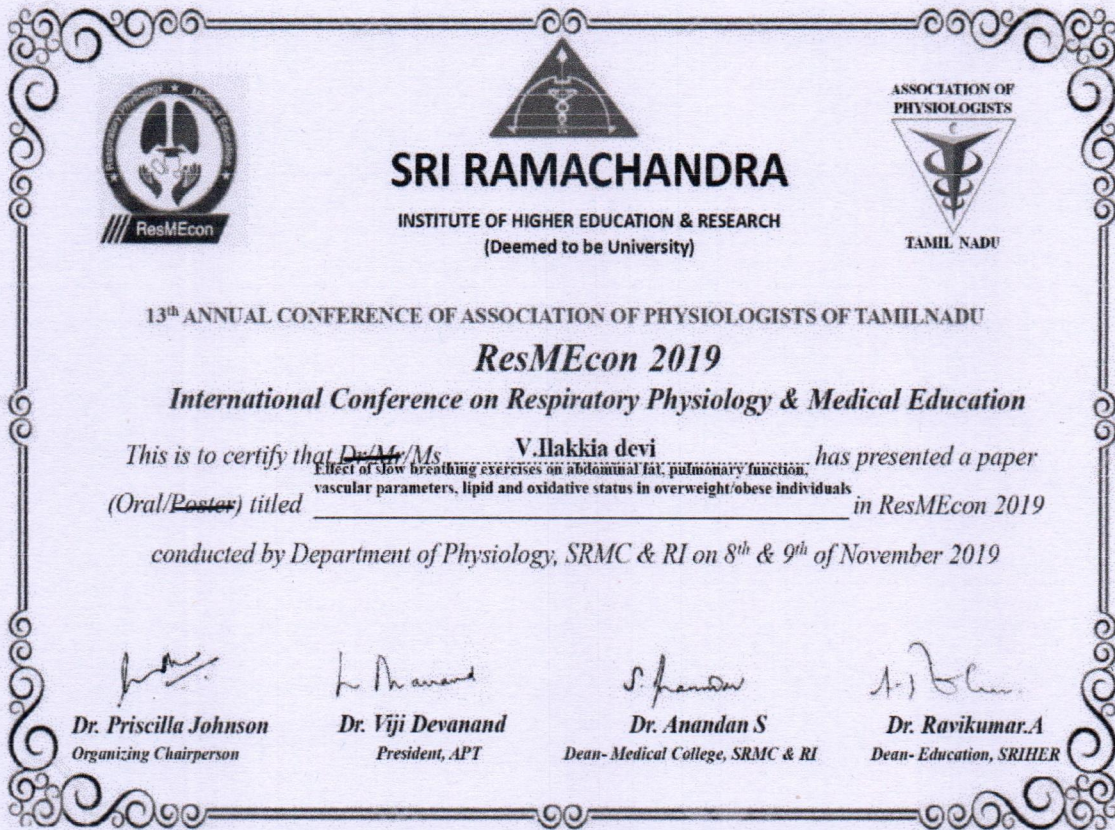 Respiratory Physiology ★ Medical Education
ResMEcon
SRI RAMACHANDRA
INSTITUTE OF HIGHER EDUCATION & RESEARCH
(Deemed to be University)
ASSOCIATION OF
PHYSIOLOGISTS
TAMIL NADU
13th ANNUAL CONFERENCE OF ASSOCIATION OF PHYSIOLOGISTS OF TAMILNADU
ResMEcon 2019
International Conference on Respiratory Physiology & Medical Education
This is to certify that Dr/Mr/Ms V.Ilakkia devi has presented a paper
Effect of slow breathing exercises on abdominal fat, pulmonary function,
vascular parameters, lipid and oxidative status in overweight/obese individuals
(Oral/Poster) titled in ResMEcon 2019
conducted by Department of Physiology, SRMC & RI on 8th & 9th of November 2019
Dr. Priscilla Johnson
Organizing Chairperson
Dr. Viji Devanand
President, APT
Dr. Anandan S
Dean- Medical College, SRMC & RI
Dr. Ravikumar.A
Dean- Education, SRIHER